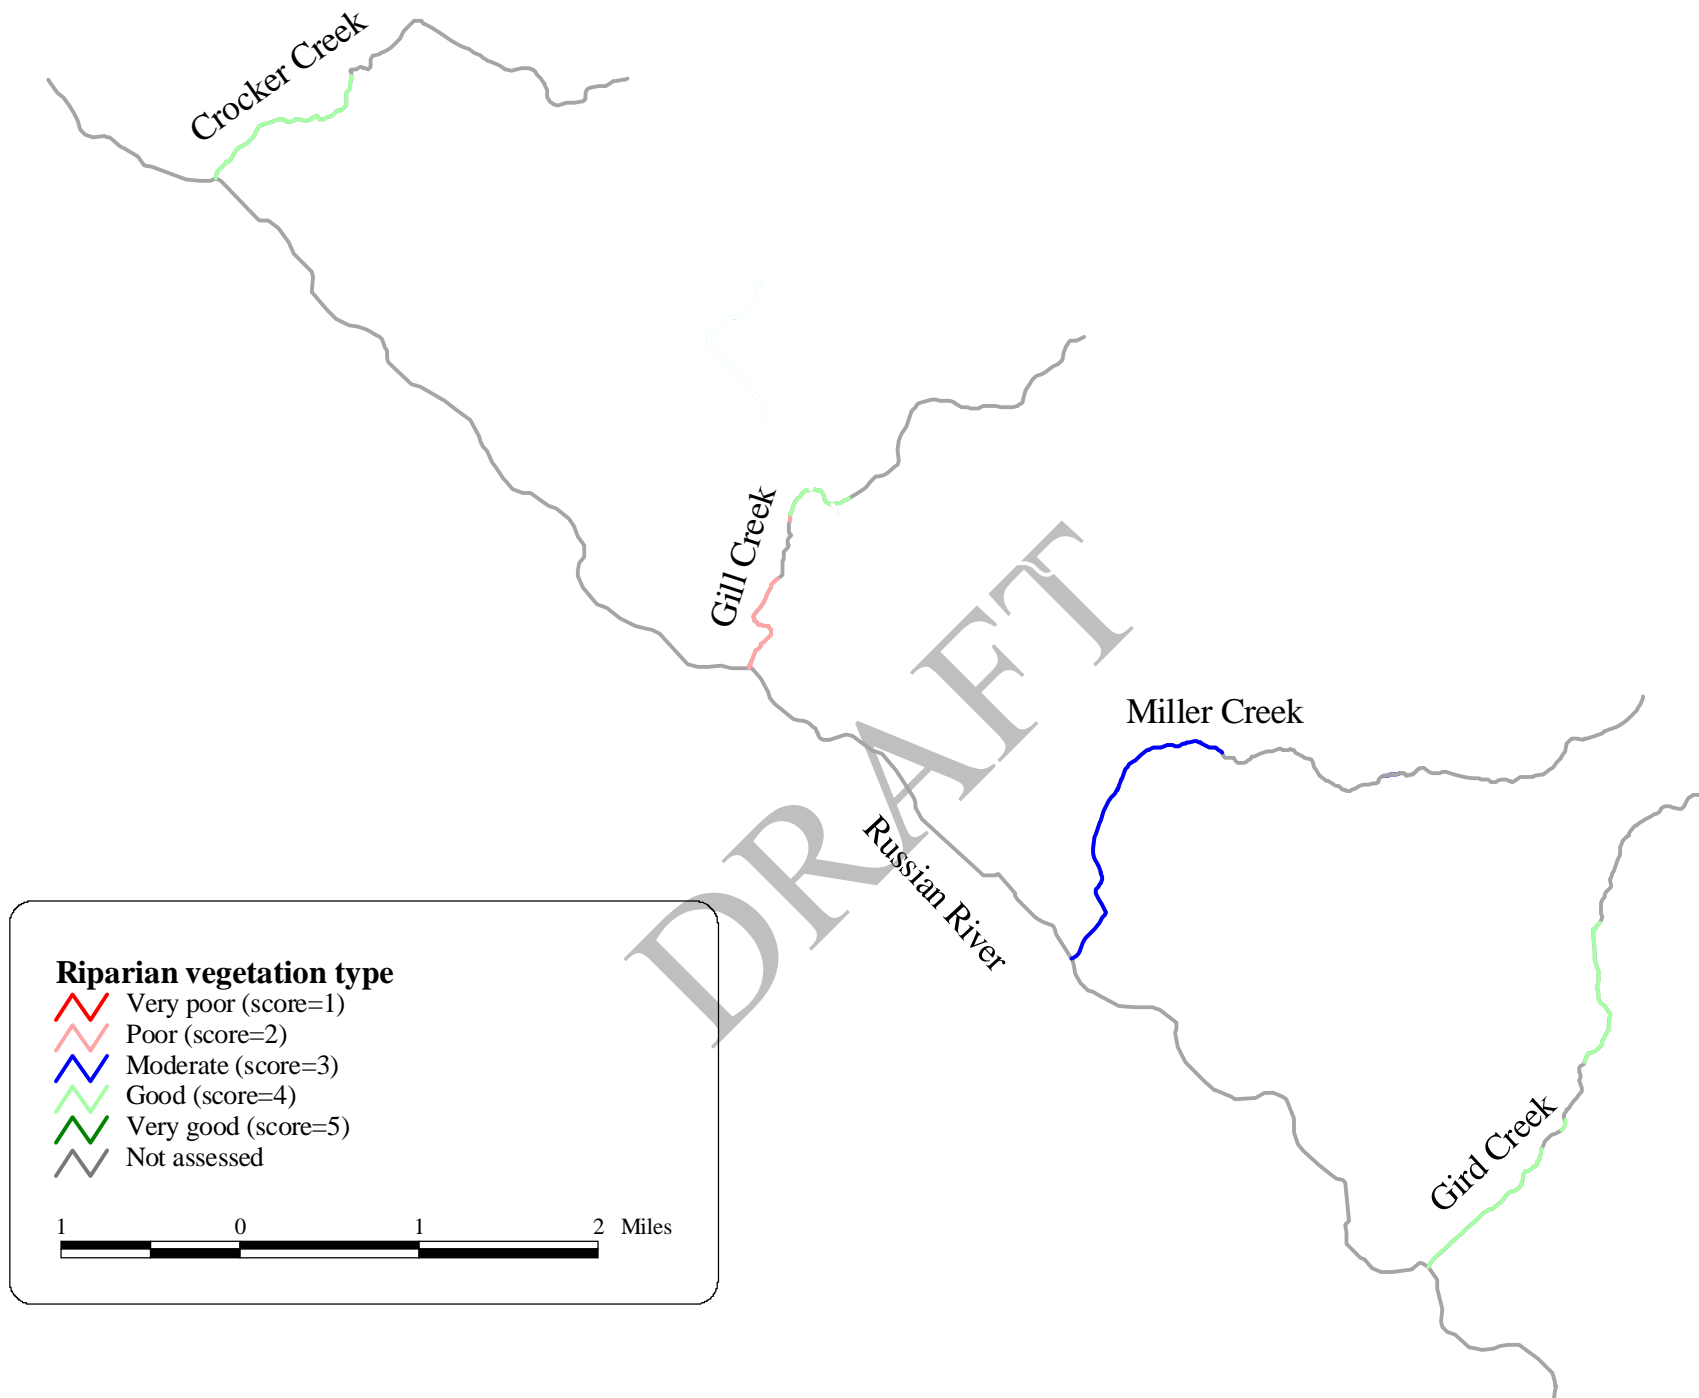 Crocker Creek
Gill Creek
DRAFT
Miller Creek
Russian River
Gird Creek
Riparian vegetation type
Very poor (score=1)
Poor (score=2)
Moderate (score=3)
Good (score=4)
Very good (score=5)
Not assessed
1 0 1 2 Miles